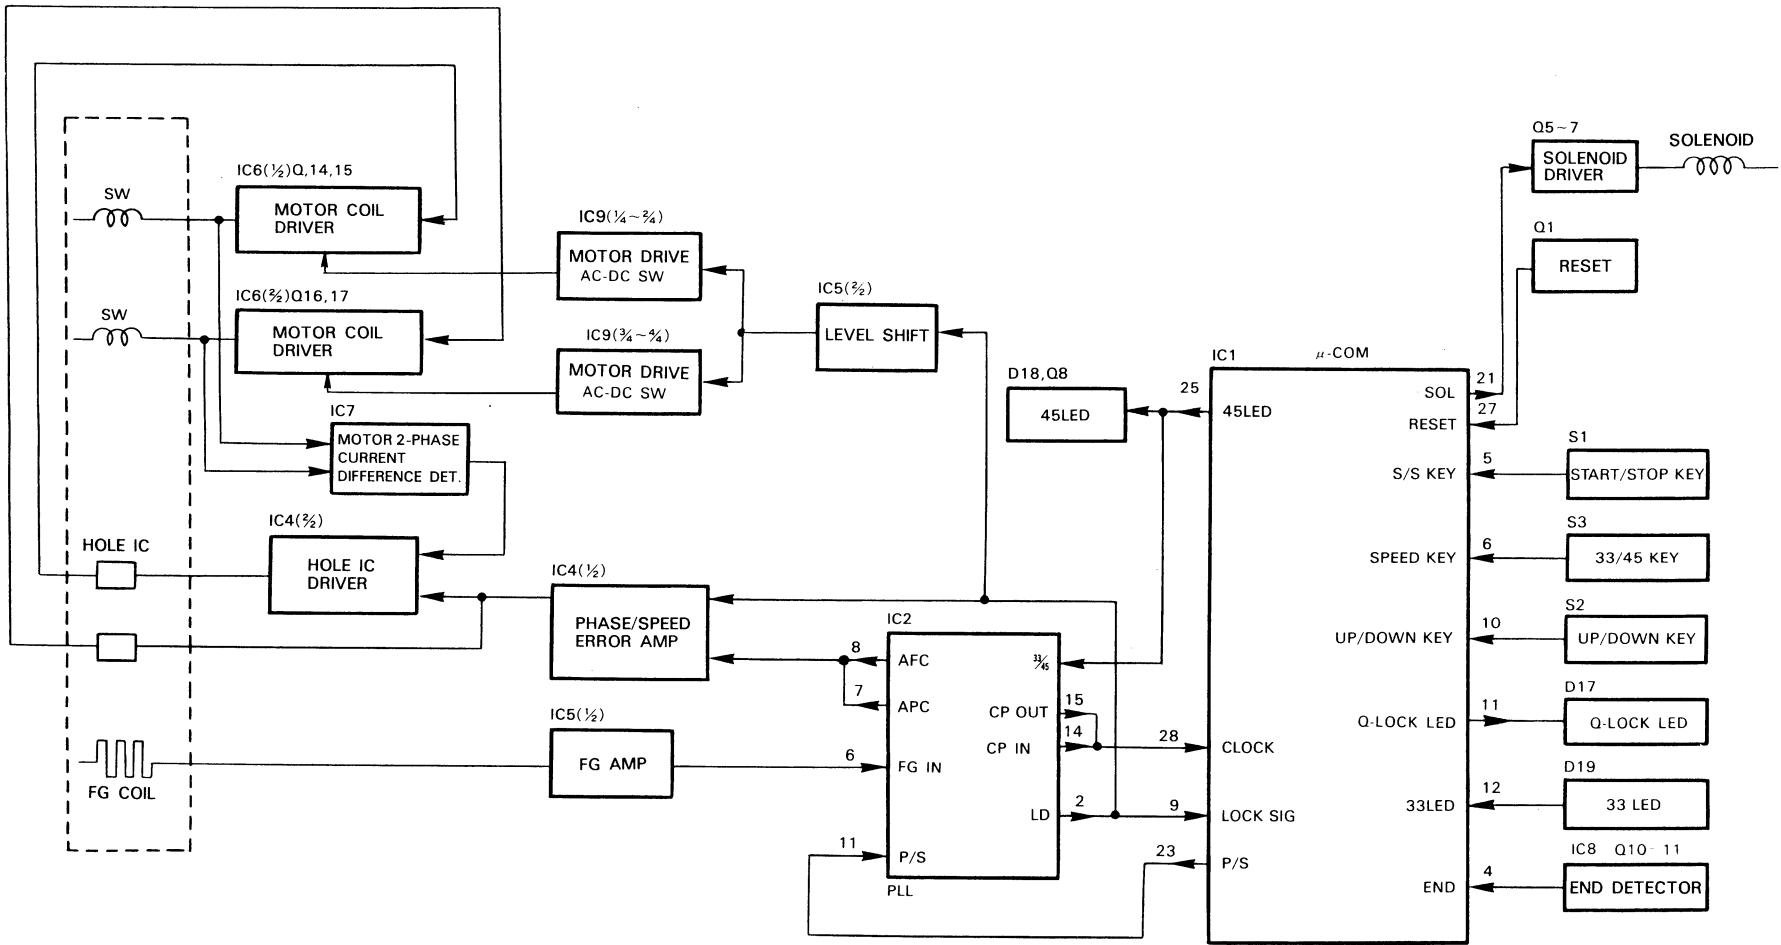 Q5~7
SOLENOID
SOLENOID
DRIVER
IC6(½)Q,14,15
SW
MOTOR COIL
DRIVER
IC9(¼~2/4)
MOTOR DRIVE
AC-DC SW
Q1
RESET
IC6(2/2)Q16,17
SW
MOTOR COIL
DRIVER
IC9(¾~4/4)
MOTOR DRIVE
AC-DC SW
IC5(2/2)
LEVEL SHIFT
IC1
μ-COM
D18,Q8
45LED
25
45LED
SOL
21
RESET
27
IC7
MOTOR 2-PHASE
CURRENT
DIFFERENCE DET.
S1
S/S KEY
5
START/STOP KEY
IC4(2/2)
HOLE IC
HOLE IC
DRIVER
S3
SPEED KEY
6
33/45 KEY
IC4(½)
PHASE/SPEED
ERROR AMP
IC2
8
AFC
33/45
7
APC
15
CP OUT
14
CP IN
28
CLOCK
S2
UP/DOWN KEY
10
UP/DOWN KEY
D17
Q-LOCK LED
11
Q-LOCK LED
IC5(½)
FG AMP
FG COIL
6
FG IN
LD
2
9
LOCK SIG
D19
33LED
12
33 LED
11
P/S
23
P/S
PLL
IC8 Q10-11
END
4
END DETECTOR